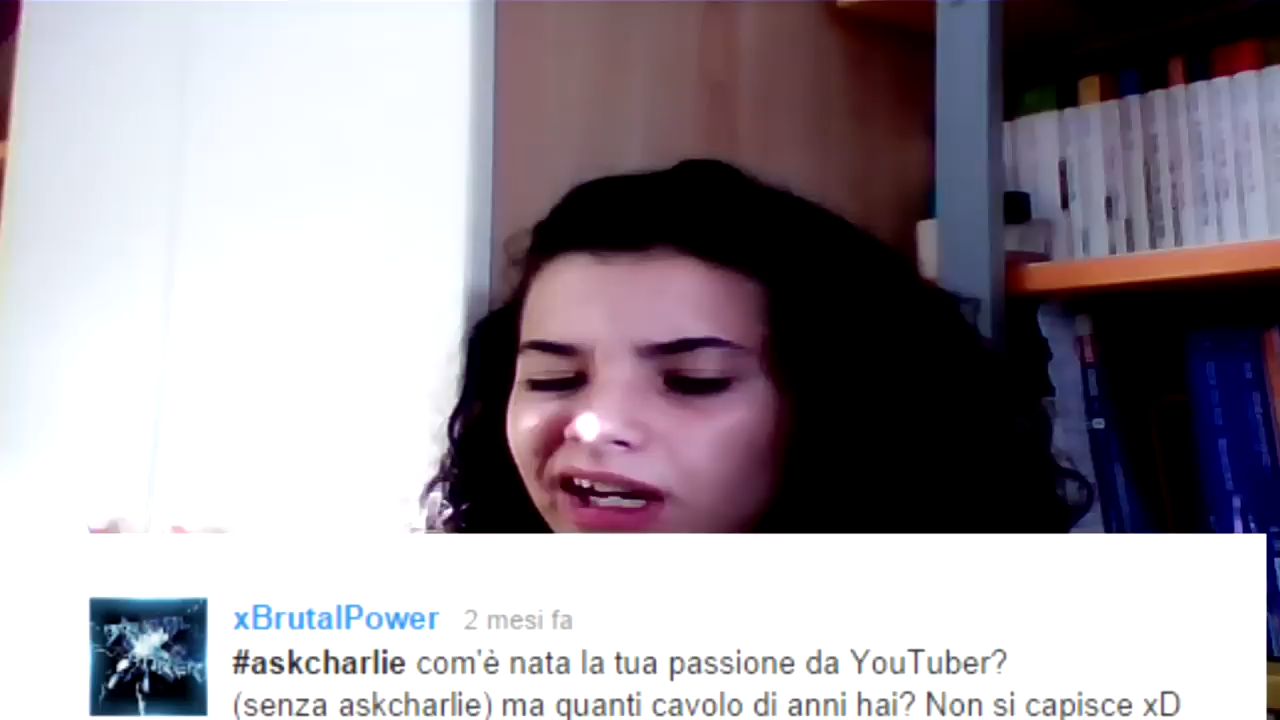 xBrutalPower 2 mesi fa
#askcharlie com'è nata la tua passione da YouTuber?
(senza askcharlie) ma quanti cavolo di anni hai? Non si capisce xD